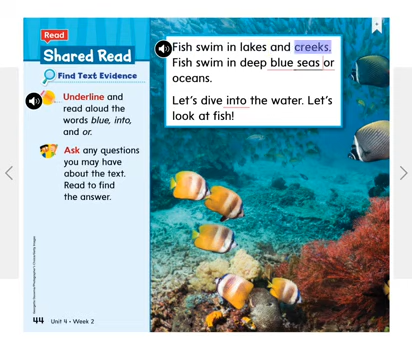 Read
Shared Read
Find Text Evidence
Underline and
read aloud the
words blue, into,
and or.
Ask any questions
you may have
about the text.
Read to find
the answer.
Fish swim in lakes and creeks.
Fish swim in deep blue seas or
oceans.
Let's dive into the water. Let's
look at fish!
44 Unit 4 • Week 2